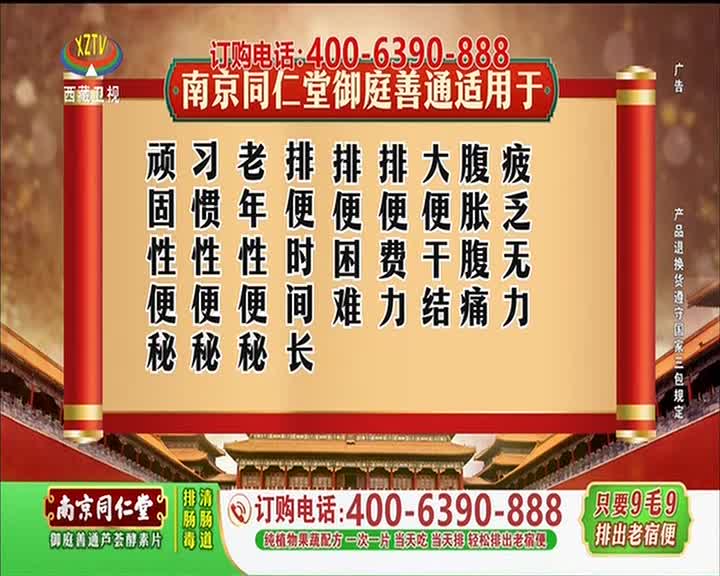 XZTV
西藏卫视
订购电话:400-6390-888
南京同仁堂御庭善通适用于
广告
产品退换货遵守国家三包规定
顽固性便秘
习惯性便秘
老年性便秘
排便时间长
排便困难
排便费力
大便干结
腹胀腹痛
疲乏无力
南京同仁堂
御庭善通芦荟酵素片
清肠道
排肠毒
订购电话:400-6390-888
纯植物果蔬配方 一次一片 当天吃 当天排 轻松排出老宿便
只要9毛9
排出老宿便